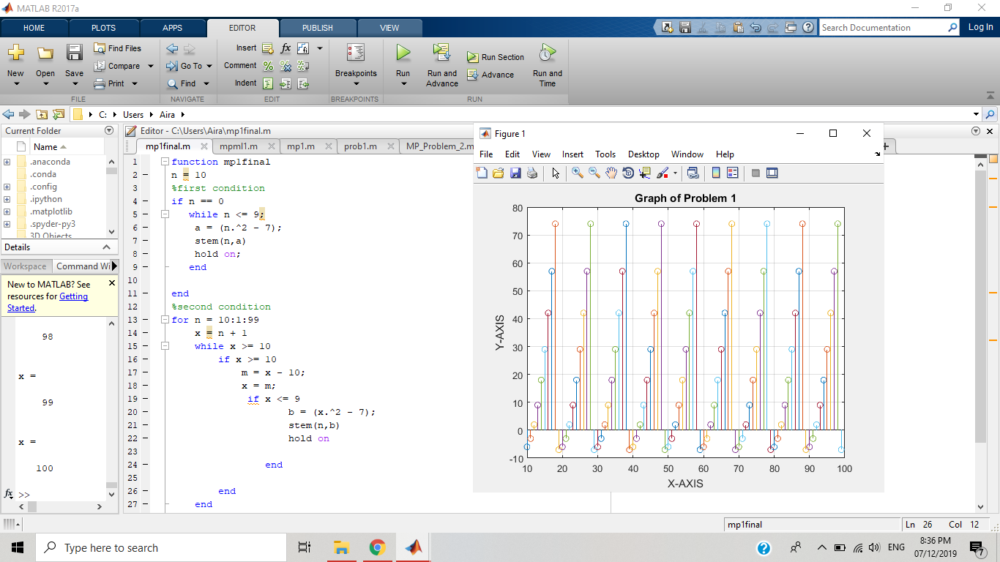 MATLAB R2017a
HOME PLOTS APPS EDITOR PUBLISH VIEW
Search Documentation Log In
New Open Save Find Files Compare Print
FILE
Go To Find
NAVIGATE
Insert fx
Comment
Indent
EDIT
Breakpoints
BREAKPOINTS
Run Run and Advance Run Section Advance Run and Time
RUN
C: Users Aira
Current Folder
Name
.anaconda
.conda
.config
.ipython
.matplotlib
.spyder-py3
3D Objects
Details
Workspace Command Wi
New to MATLAB? See
resources for Getting
Started.
98
x =
99
x =
100
fx >>
Editor - C:\Users\Aira\mp1final.m
mp1final.m mpml1.m mp1.m prob1.m MP_Problem_2.m
1 function mp1final
2 n = 10
3 %first condition
4 if n == 0
5 while n <= 9;
6 a = (n.^2 - 7);
7 stem(n,a)
8 hold on;
9 end
10
11 end
12 %second condition
13 for n = 10:1:99
14 x = n + 1
15 while x >= 10
16 if x >= 10
17 m = x - 10;
18 x = m;
19 if x <= 9
20 b = (x.^2 - 7);
21 stem(n,b)
22 hold on
23
24 end
25
26 end
27 end
Figure 1
File Edit View Insert Tools Desktop Window Help
Graph of Problem 1
80
70
60
50
40
30
20
10
0
-10
Y-AXIS
10 20 30 40 50 60 70 80 90 100
X-AXIS
mp1final Ln 26 Col 12
Type here to search
ENG
8:36 PM
07/12/2019
7